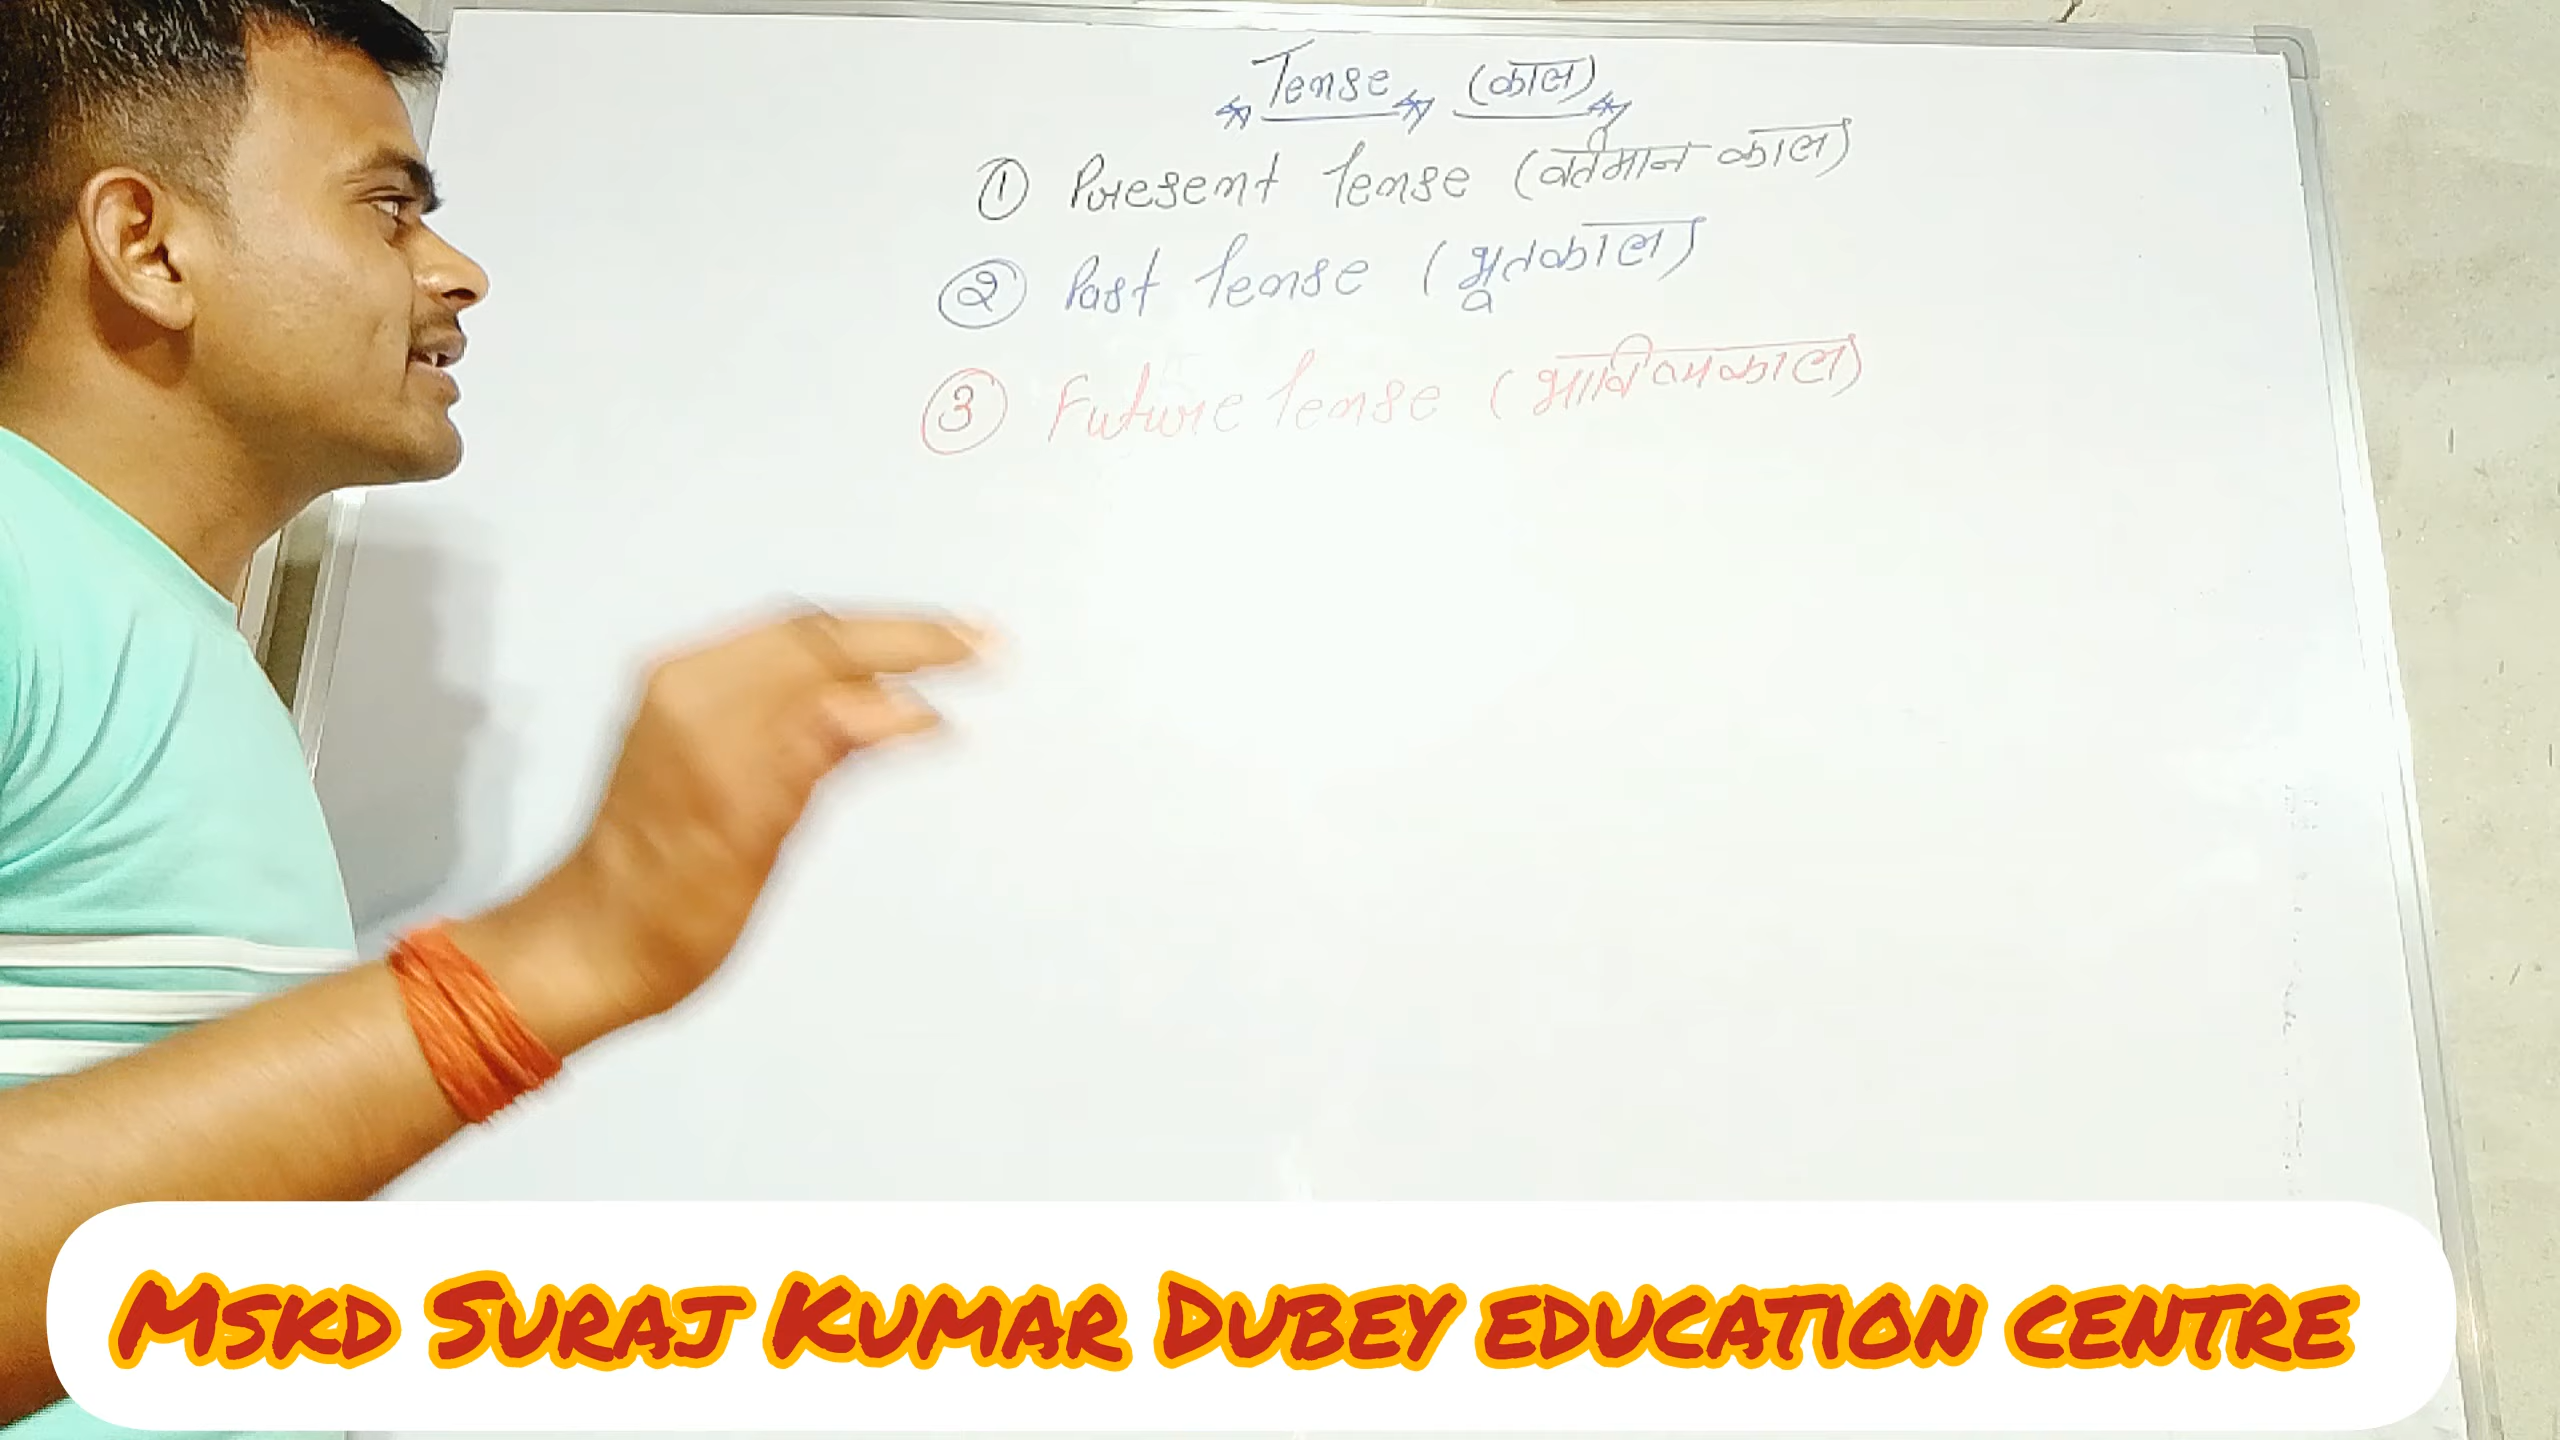 Tense (काल)
① Present Tense (वर्तमान काल)
② Past Tense (भूतकाल)
③ Future Tense (भाविष्यकाल)
Mskd Suraj Kumar Dubey education centre